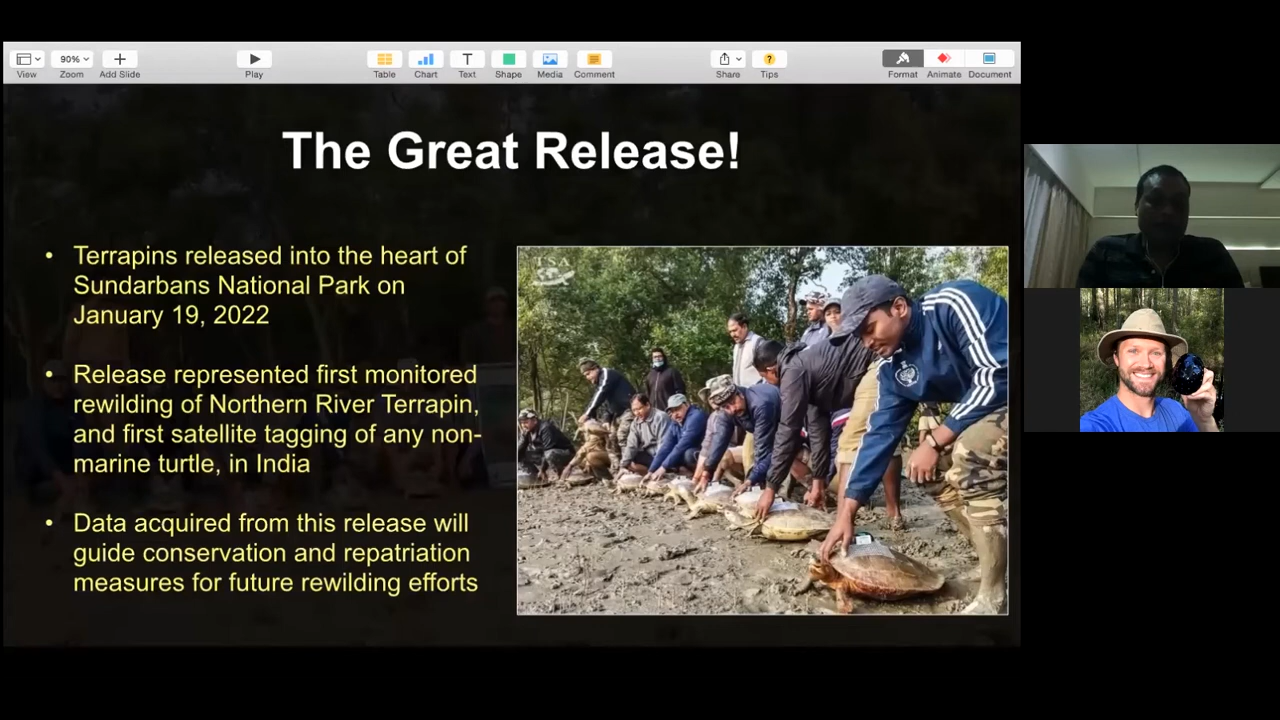 View
90%
Zoom
Add Slide
Play
Table
Chart
T
Text
Shape
Media
Comment
Share
?
Tips
Format
Animate
Document
The Great Release!
• Terrapins released into the heart of
Sundarbans National Park on
January 19, 2022
• Release represented first monitored
rewilding of Northern River Terrapin,
and first satellite tagging of any non-
marine turtle, in India
• Data acquired from this release will
guide conservation and repatriation
measures for future rewilding efforts
TSA